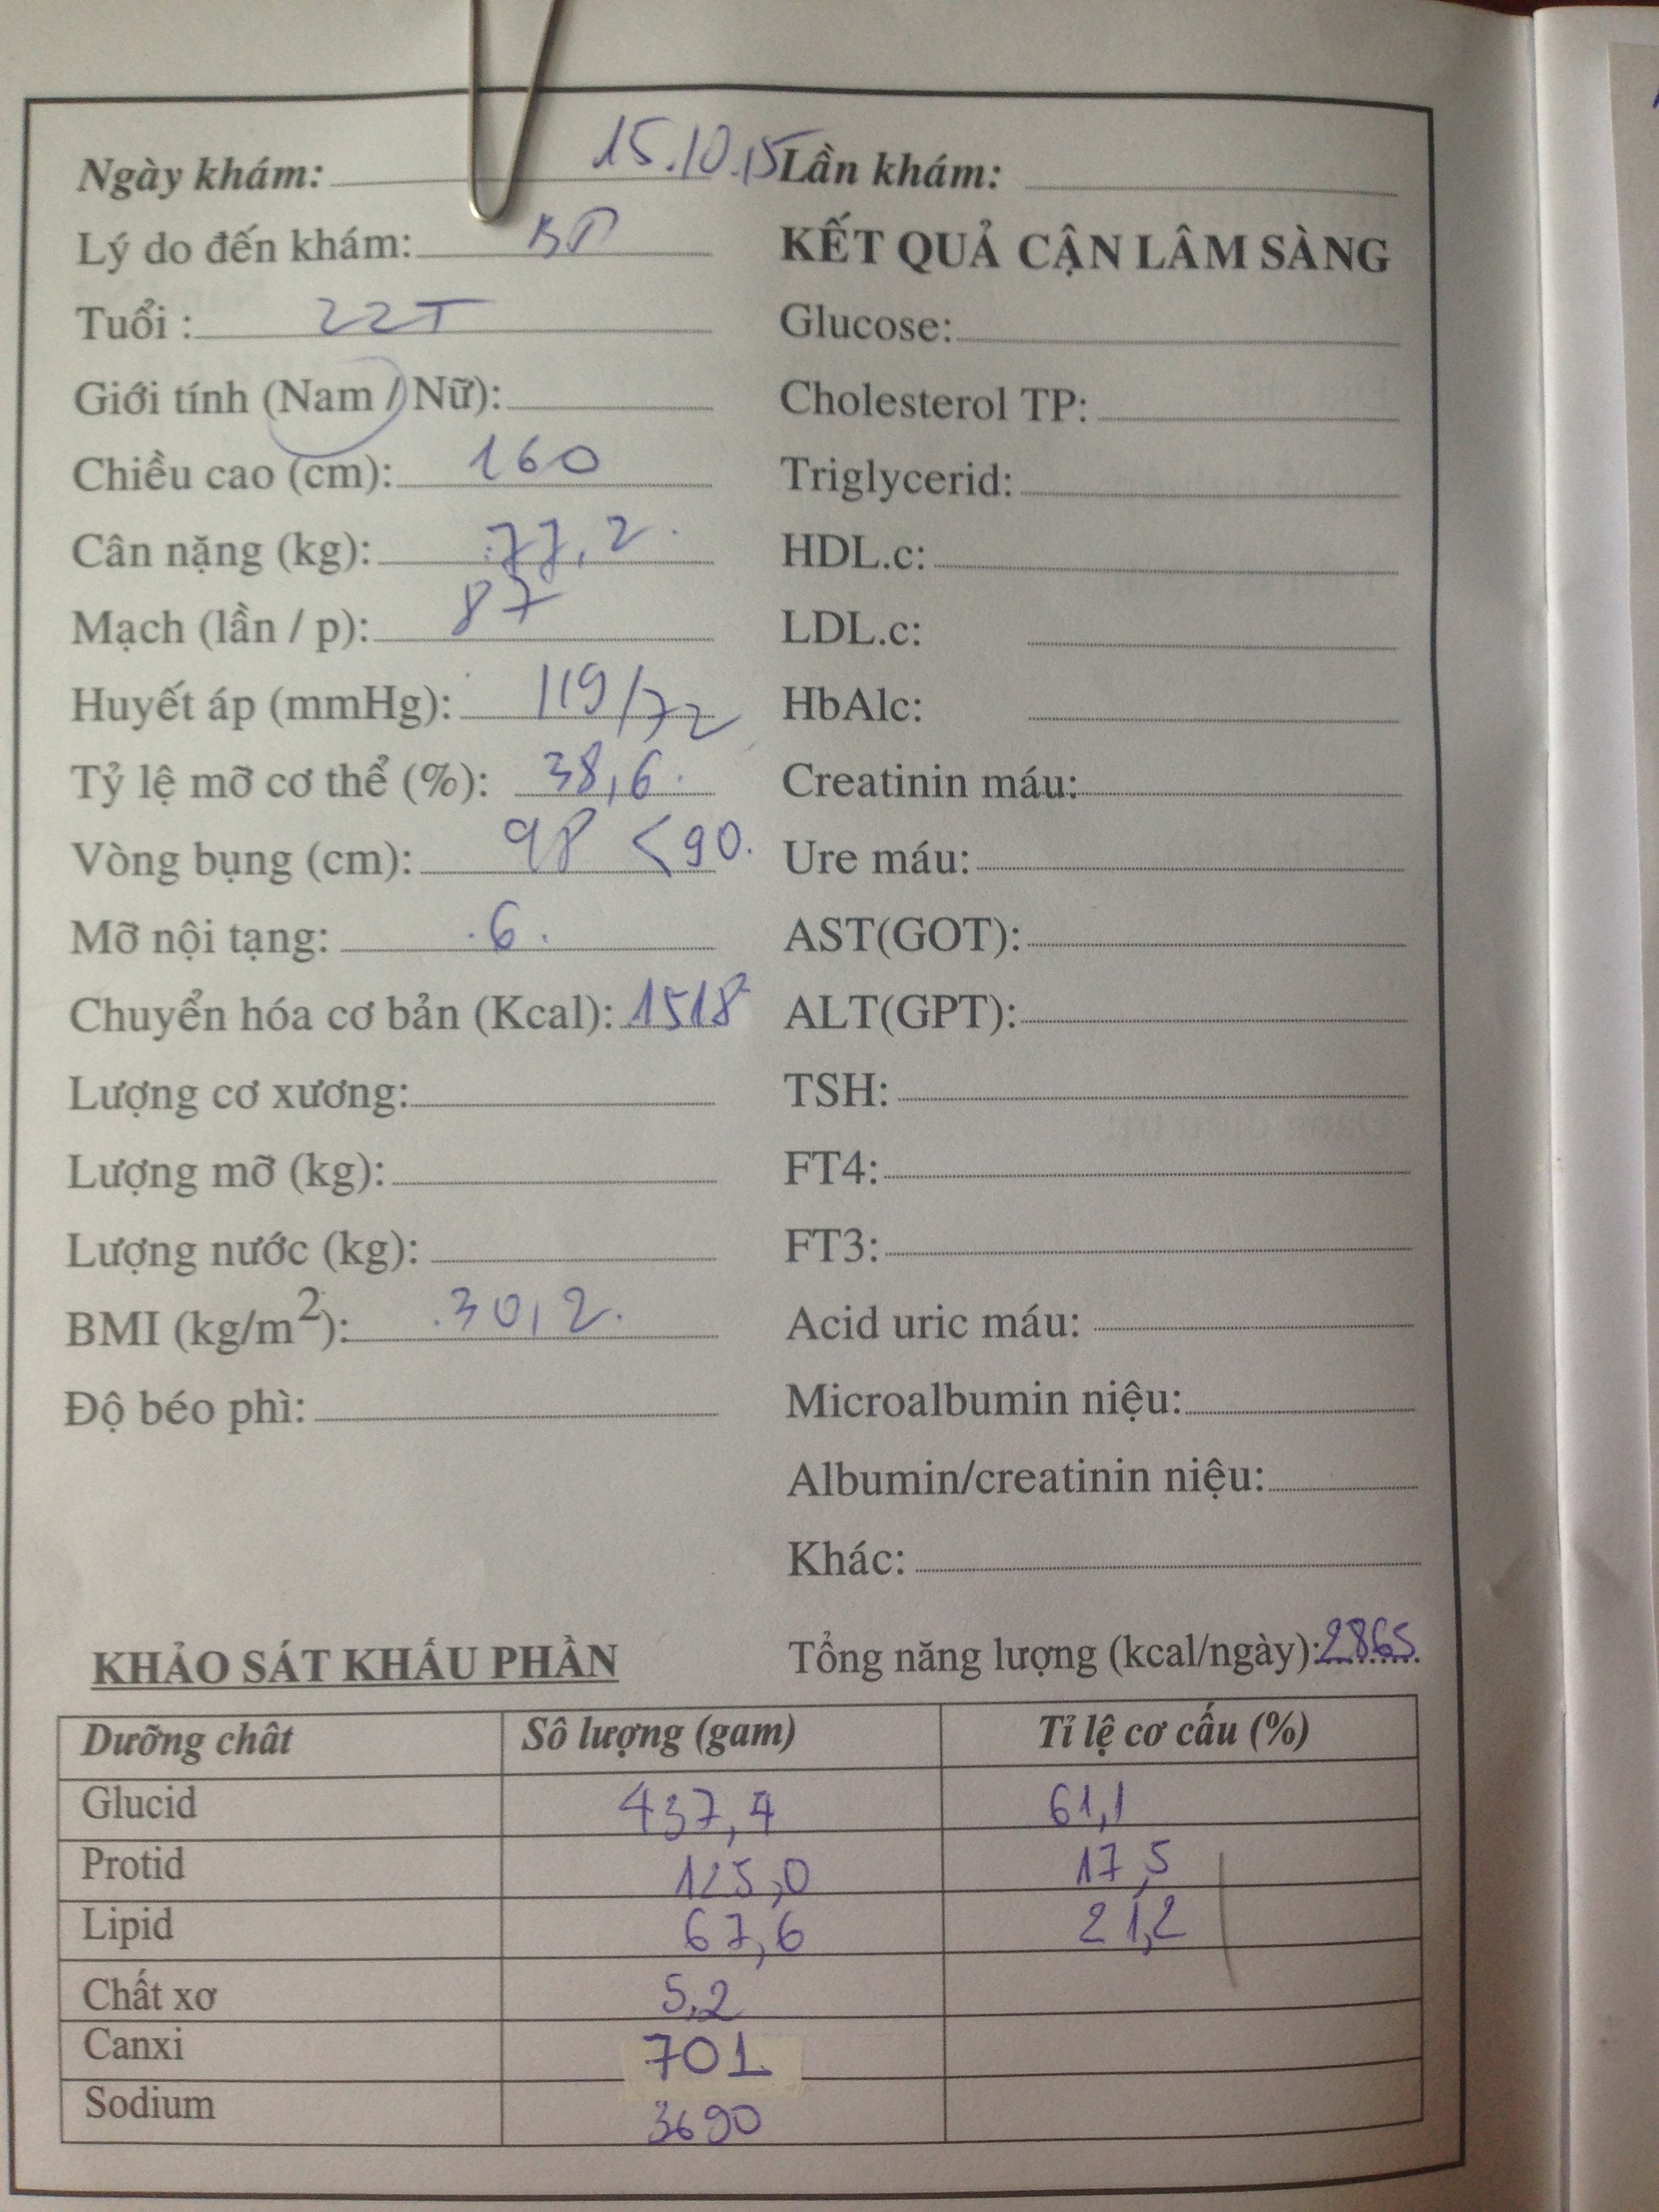 Ngày khám: 15.10.15
Lý do đến khám: BP
Tuổi : 22T
Giới tính (Nam / Nữ):
Chiều cao (cm): 160
Cân nặng (kg): 77,2
Mạch (lần / p): 87
Huyết áp (mmHg): 119/72
Tỷ lệ mỡ cơ thể (%): 38,6
Vòng bụng (cm): 98 <90.
Mỡ nội tạng: 6
Chuyển hóa cơ bản (Kcal): 1518
Lượng cơ xương:
Lượng mỡ (kg):
Lượng nước (kg):
BMI (kg/m2): 30,2
Độ béo phì:
Lần khám:
KẾT QUẢ CẬN LÂM SÀNG
Glucose:
Cholesterol TP:
Triglycerid:
HDL.c:
LDL.c:
HbAlc:
Creatinin máu:
Ure máu:
AST(GOT):
ALT(GPT):
TSH:
FT4:
FT3:
Acid uric máu:
Microalbumin niệu:
Albumin/creatinin niệu:
Khác:
KHẢO SÁT KHẨU PHẦN
Tổng năng lượng (kcal/ngày): 2865
Dưỡng chât Sô lượng (gam) Tỉ lệ cơ cấu (%)
Glucid 437,4 61,1
Protid 125,0 17,5
Lipid 67,6 21,2
Chất xơ 5,2
Canxi 701
Sodium 3690